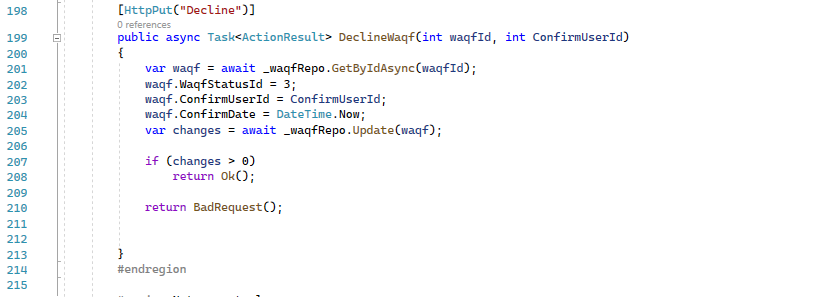 198 [HttpPut("Decline")]
0 references
199 public async Task<ActionResult> DeclineWaqf(int waqfId, int ConfirmUserId)
200 {
201 var waqf = await _waqfRepo.GetByIdAsync(waqfId);
202 waqf.WaqfStatusId = 3;
203 waqf.ConfirmUserId = ConfirmUserId;
204 waqf.ConfirmDate = DateTime.Now;
205 var changes = await _waqfRepo.Update(waqf);
206
207 if (changes > 0)
208 return Ok();
209
210 return BadRequest();
211
212
213 }
214 #endregion
215